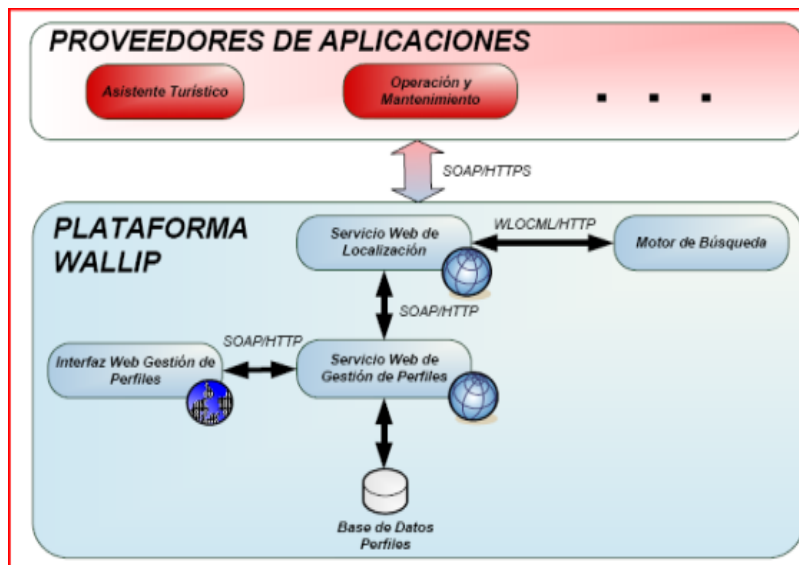 PROVEEDORES DE APLICACIONES
Asistente Turístico
Operación y
Mantenimiento
. . .
SOAP/HTTPS
PLATAFORMA
WALLIP
Servicio Web de
Localización
WLOCML/HTTP
Motor de Búsqueda
SOAP/HTTP
SOAP/HTTP
Interfaz Web Gestión de
Perfiles
Servicio Web de
Gestión de Perfiles
Base de Datos
Perfiles